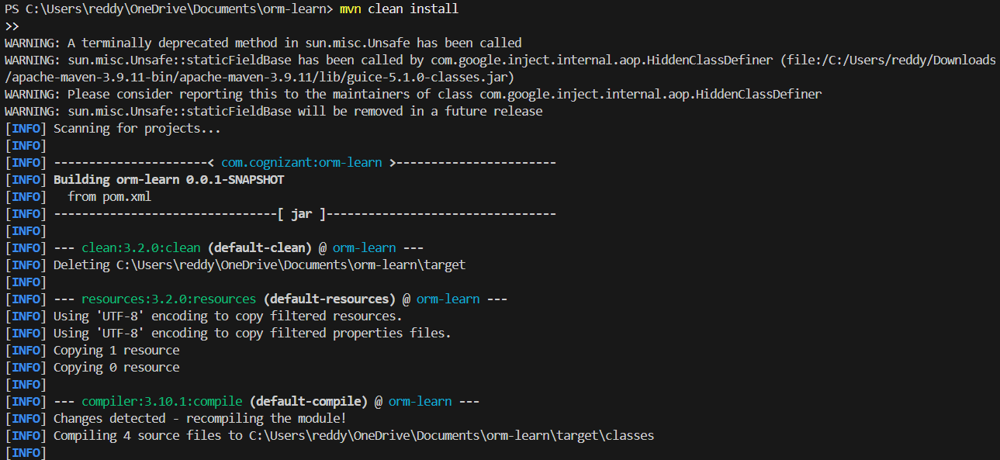 PS C:\Users\reddy\OneDrive\Documents\orm-learn> mvn clean install
>>
WARNING: A terminally deprecated method in sun.misc.Unsafe has been called
WARNING: sun.misc.Unsafe::staticFieldBase has been called by com.google.inject.internal.aop.HiddenClassDefiner (file:/C:/Users/reddy/Downloads
/apache-maven-3.9.11-bin/apache-maven-3.9.11/lib/guice-5.1.0-classes.jar)
WARNING: Please consider reporting this to the maintainers of class com.google.inject.internal.aop.HiddenClassDefiner
WARNING: sun.misc.Unsafe::staticFieldBase will be removed in a future release
[INFO] Scanning for projects...
[INFO]
[INFO] ----------------------< com.cognizant:orm-learn >-----------------------
[INFO] Building orm-learn 0.0.1-SNAPSHOT
[INFO]   from pom.xml
[INFO] --------------------------------[ jar ]---------------------------------
[INFO]
[INFO] --- clean:3.2.0:clean (default-clean) @ orm-learn ---
[INFO] Deleting C:\Users\reddy\OneDrive\Documents\orm-learn\target
[INFO]
[INFO] --- resources:3.2.0:resources (default-resources) @ orm-learn ---
[INFO] Using 'UTF-8' encoding to copy filtered resources.
[INFO] Using 'UTF-8' encoding to copy filtered properties files.
[INFO] Copying 1 resource
[INFO] Copying 0 resource
[INFO]
[INFO] --- compiler:3.10.1:compile (default-compile) @ orm-learn ---
[INFO] Changes detected - recompiling the module!
[INFO] Compiling 4 source files to C:\Users\reddy\OneDrive\Documents\orm-learn\target\classes
[INFO]